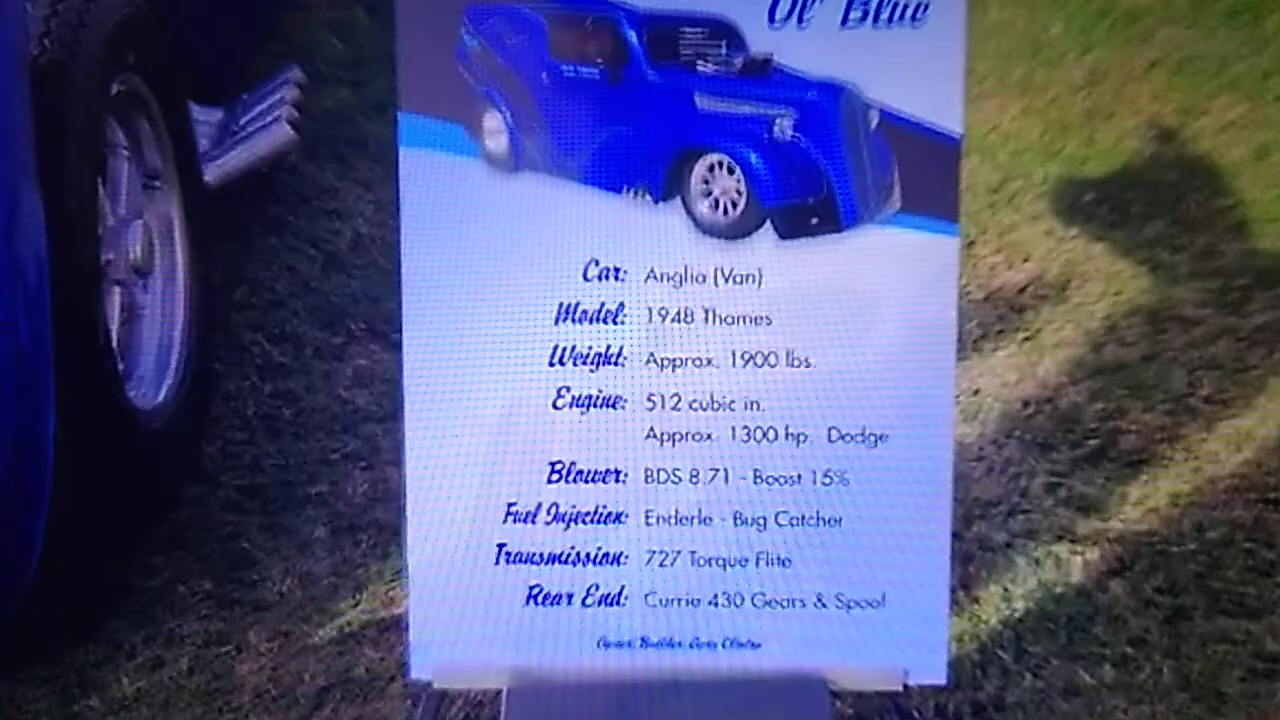 Ol' Blue
Car: Anglia (Van)
Model: 1948 Thames
Weight: Approx. 1900 lbs.
Engine: 512 cubic in.
Approx. 1300 hp. Dodge
Blower: BDS 8.71 - Boost 15%
Fuel Injection: Enderle - Bug Catcher
Transmission: 727 Torque Flite
Rear End: Currie 430 Gears & Spool
Owner/Builder: